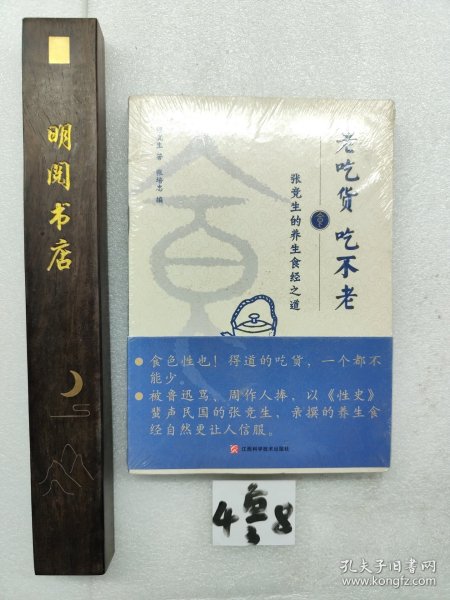 明阅书店
老吃货 吃不老
张竞生的养生食经之道
张竞生 著 张培忠 编
食色性也！得道的吃货，一个都不
能少。
被鲁迅骂，周作人捧，以《性史》
蜚声民国的张竞生，亲撰的养生食
经自然更让人信服。
江西科学技术出版社
4 8
孔夫子旧书网
www.kongfz.com